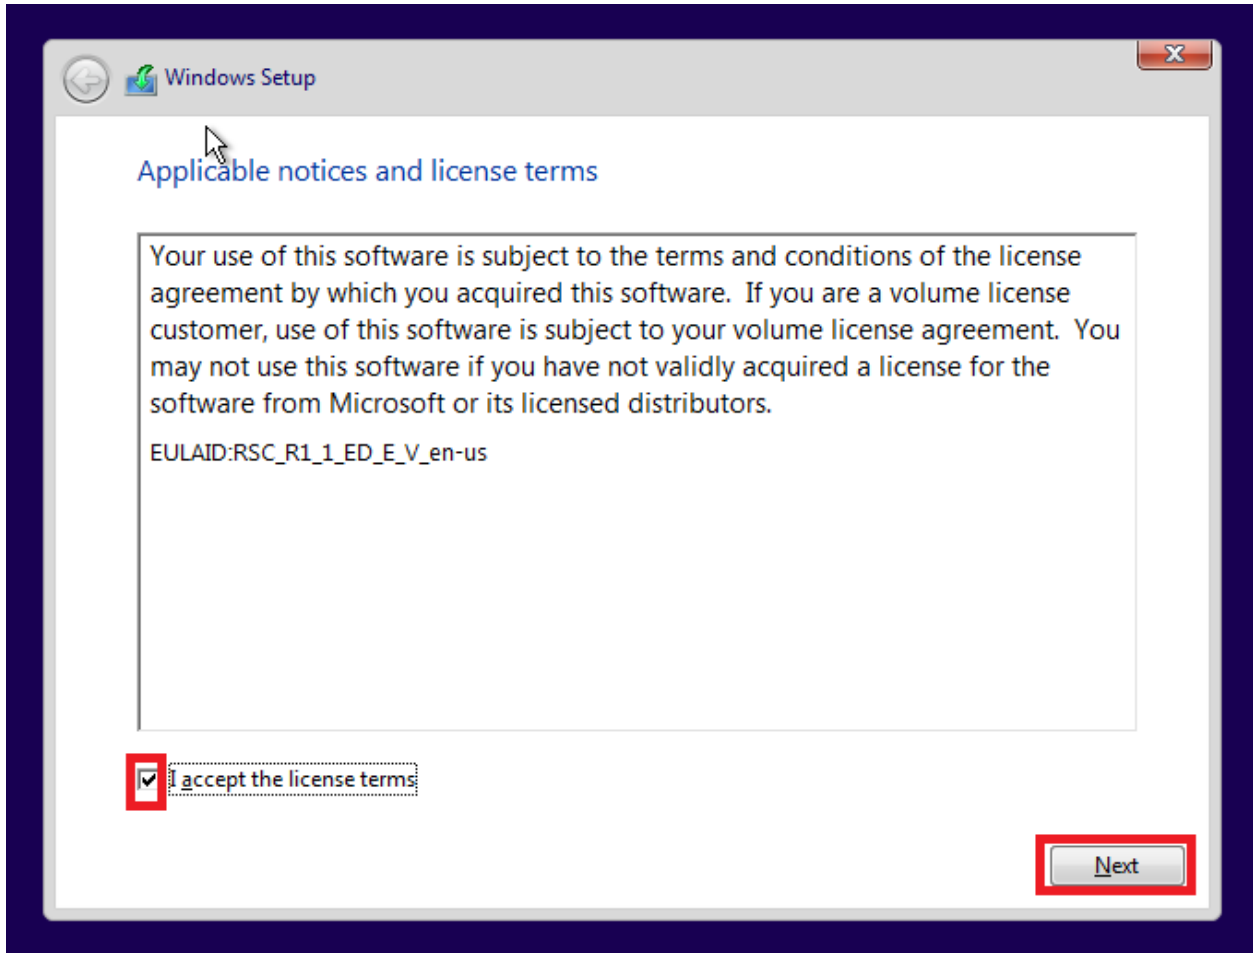 Windows Setup
Applicable notices and license terms
Your use of this software is subject to the terms and conditions of the license
agreement by which you acquired this software.  If you are a volume license
customer, use of this software is subject to your volume license agreement.  You
may not use this software if you have not validly acquired a license for the
software from Microsoft or its licensed distributors.
EULAID:RSC_R1_1_ED_E_V_en-us
I accept the license terms
Next